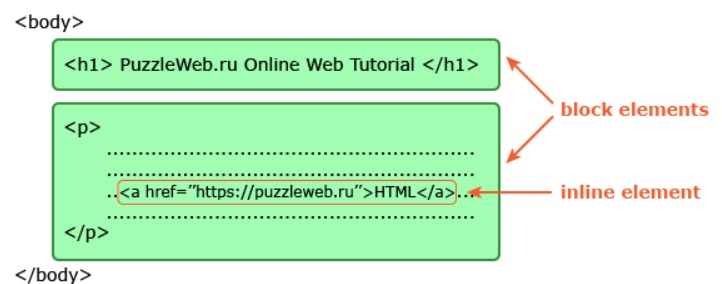 <body>
<h1> PuzzleWeb.ru Online Web Tutorial </h1>
block elements
<p>
..........................................................
..........................................................
..<a href=”https://puzzleweb.ru”>HTML</a>...
inline element
..........................................................
</p>
</body>